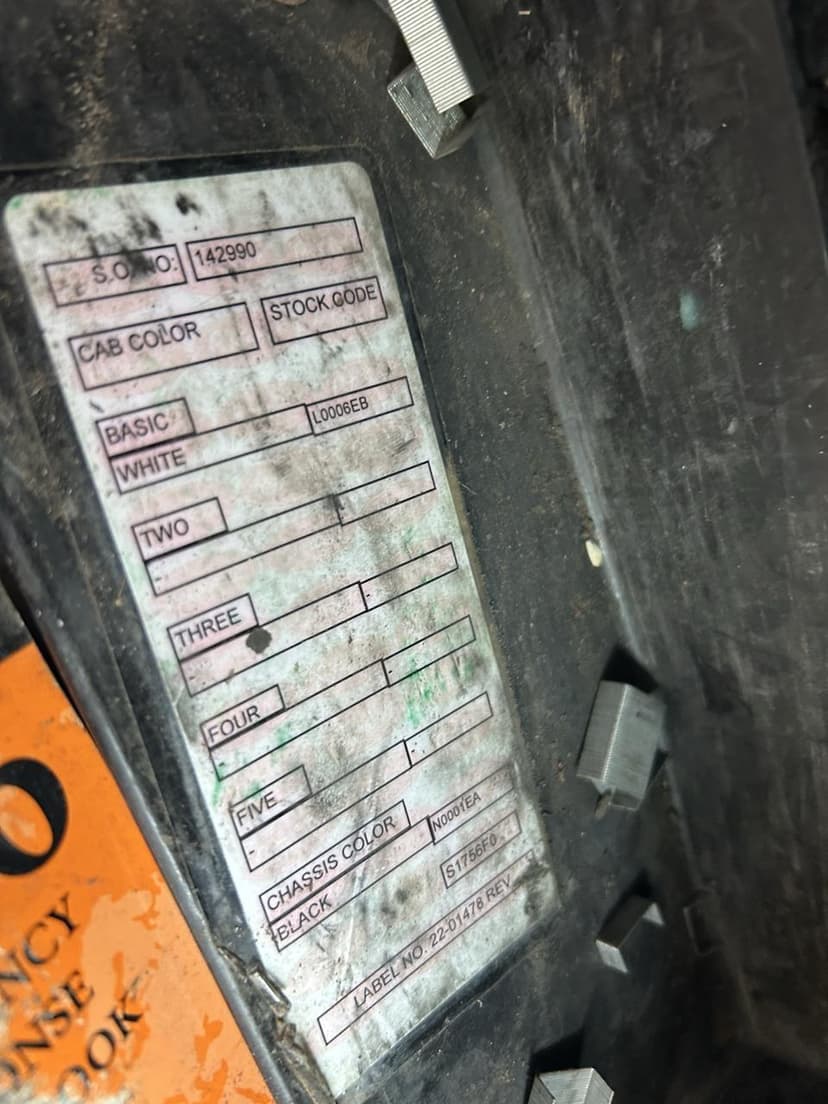 S.O. NO: 142990
CAB COLOR STOCK CODE
BASIC
WHITE L0006EB
TWO
-
THREE
- -
FOUR
- -
FIVE
- -
CHASSIS COLOR
BLACK N0001EA
S1756F0
LABEL NO. 22-01478 REV
O
NCY
ONSE
OOK